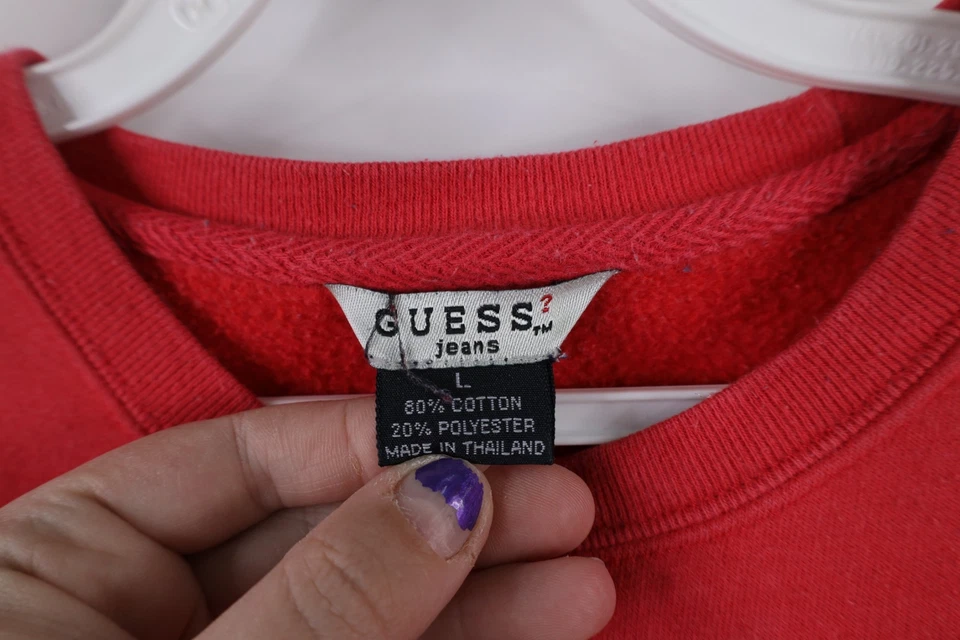 GUESS?™
jeans
L
80% COTTON
20% POLYESTER
MADE IN THAILAND